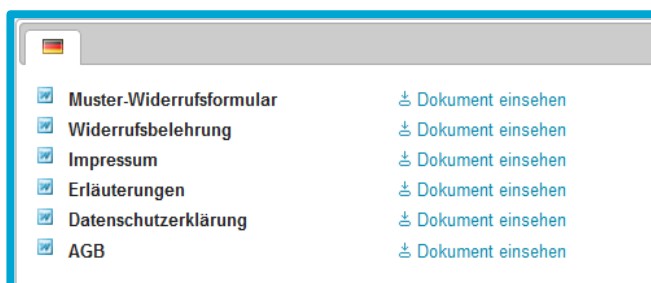 Muster-Widerrufsformular Dokument einsehen
Widerrufsbelehrung Dokument einsehen
Impressum Dokument einsehen
Erläuterungen Dokument einsehen
Datenschutzerklärung Dokument einsehen
AGB Dokument einsehen